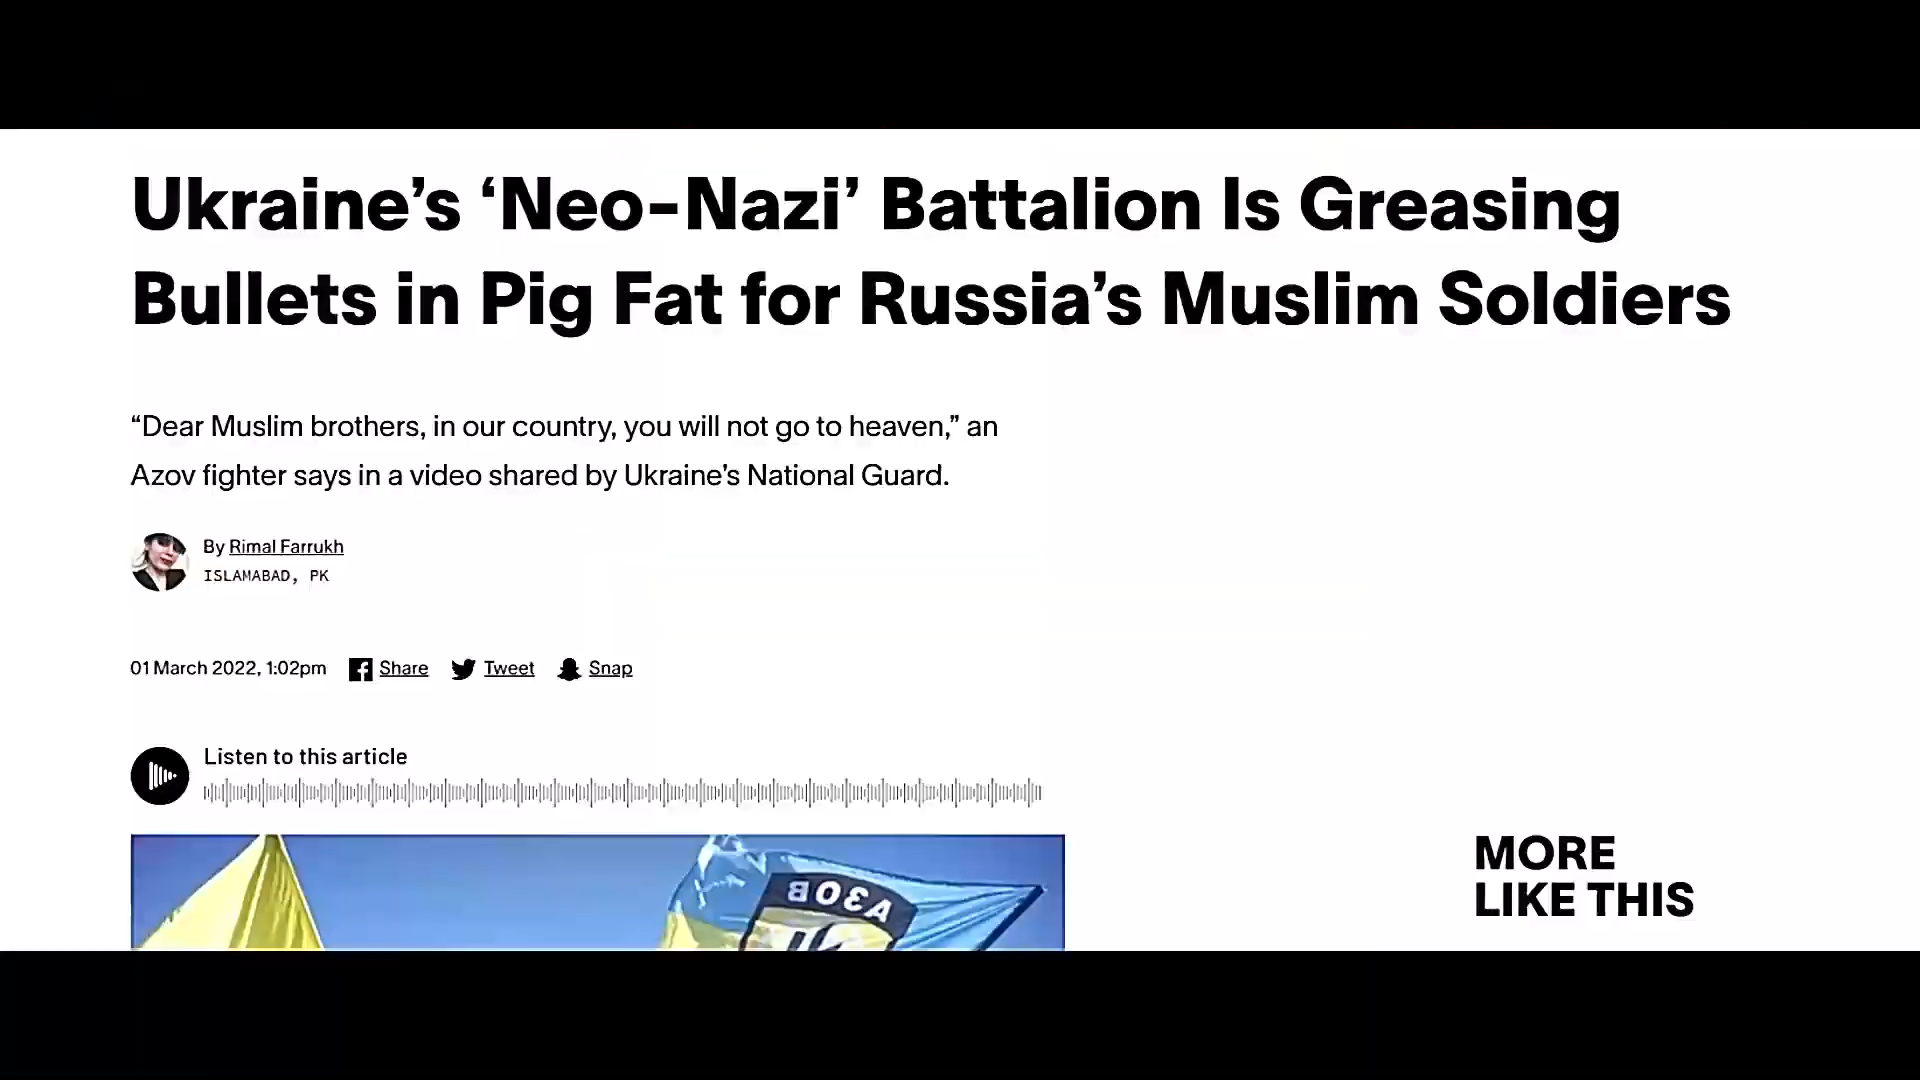 Ukraine’s ‘Neo-Nazi’ Battalion Is Greasing
Bullets in Pig Fat for Russia’s Muslim Soldiers
“Dear Muslim brothers, in our country, you will not go to heaven,” an
Azov fighter says in a video shared by Ukraine’s National Guard.
By Rimal Farrukh
ISLAMABAD, PK
01 March 2022, 1:02pm Share Tweet Snap
Listen to this article
АЗОВ
MORE
LIKE THIS